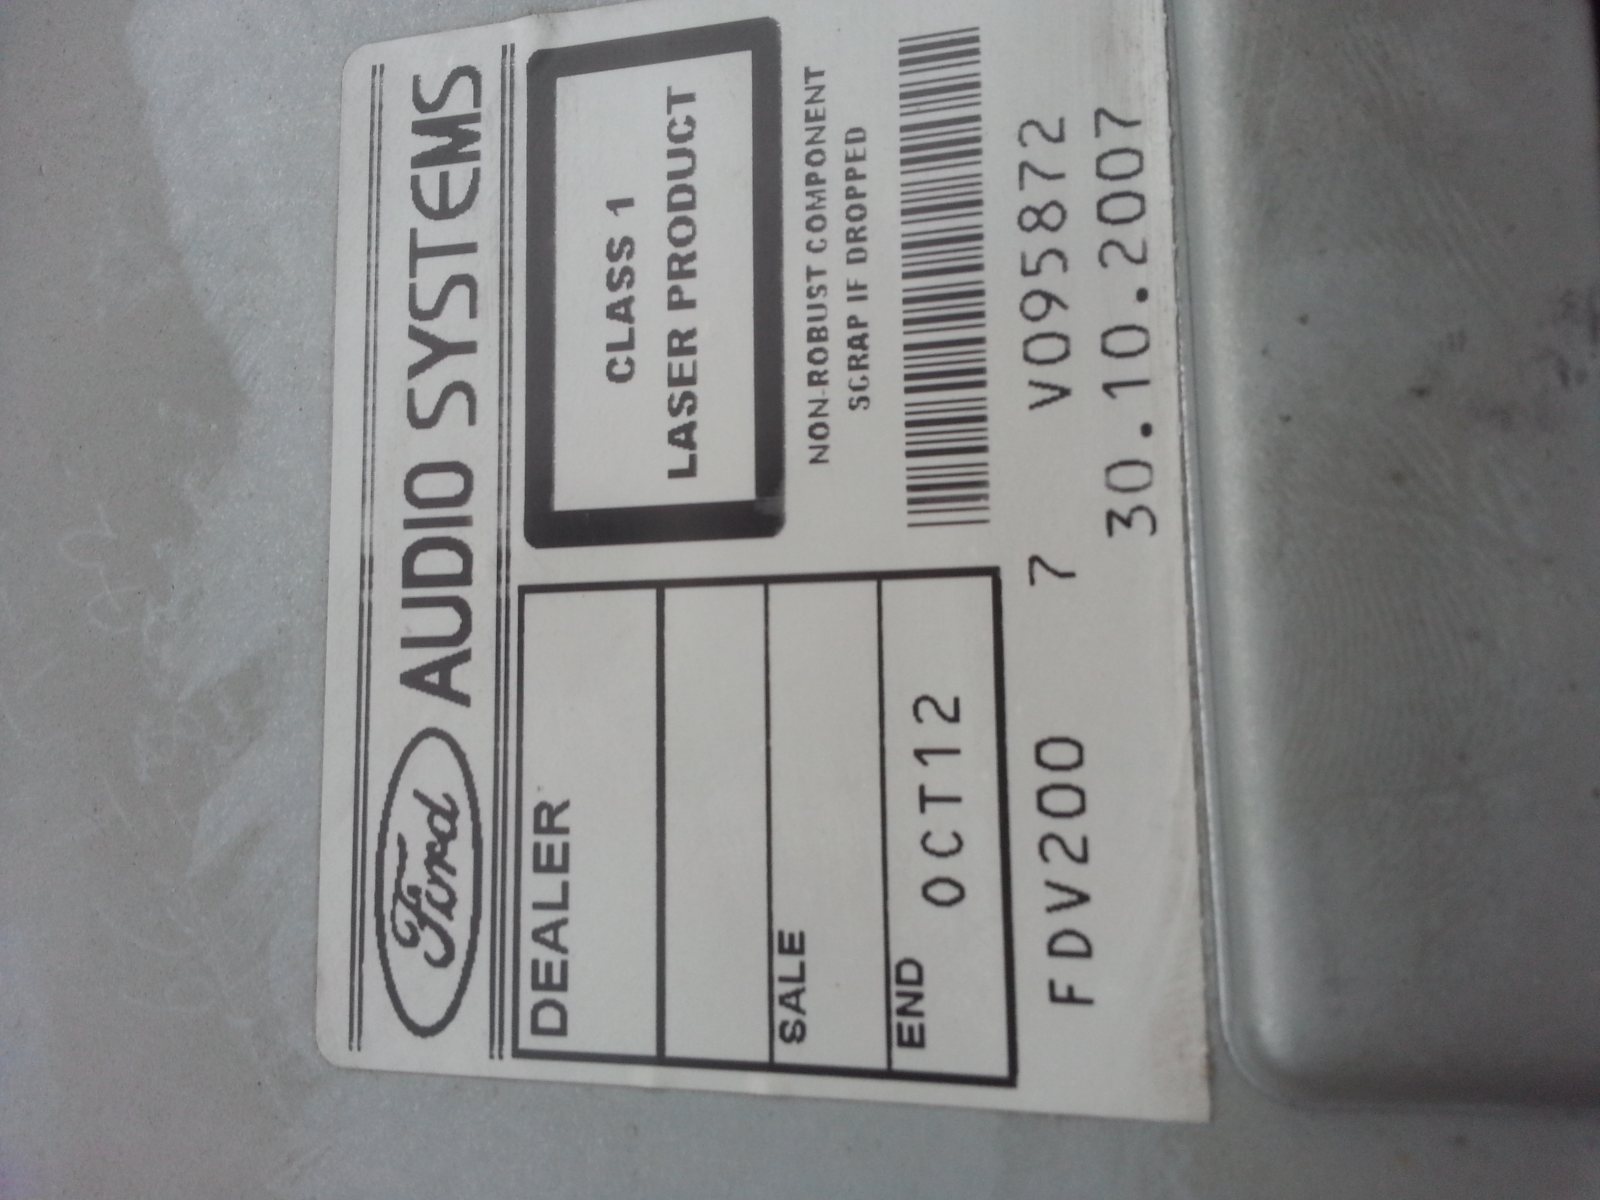 Ford AUDIO SYSTEMS
DEALER
SALE
END OCT12
CLASS 1
LASER PRODUCT
NON-ROBUST COMPONENT
SCRAP IF DROPPED
FDV200 7 V095872
30.10.2007